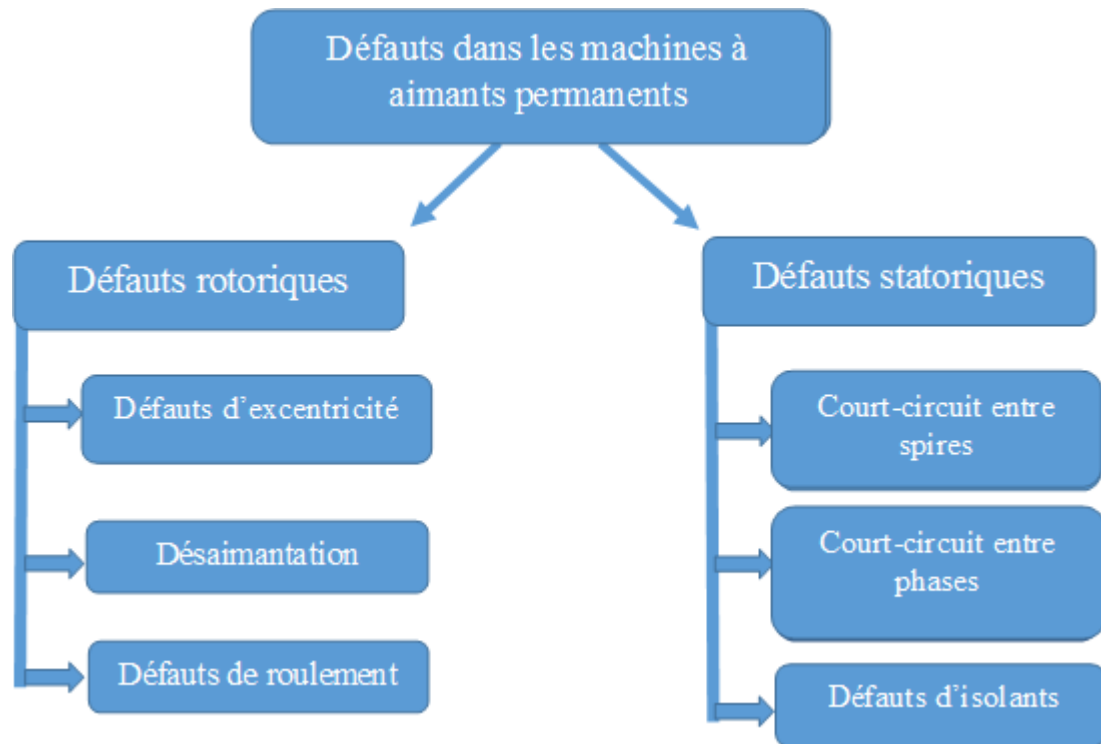 Défauts dans les machines à
aimants permanents
Défauts rotoriques
Défauts d'excentricité
Désaimantation
Défauts de roulement
Défauts statoriques
Court-circuit entre
spires
Court-circuit entre
phases
Défauts d'isolants